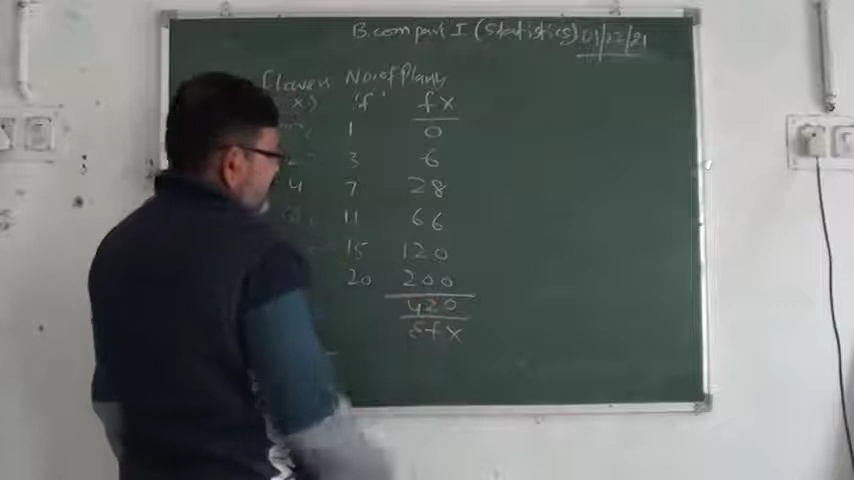 B.com part I (Statistics) 01/12/21
Flowers No of Plants
x) 'f' fx
1 0
3 6
4 7 28
11 66
15 120
20 200
420
Σfx